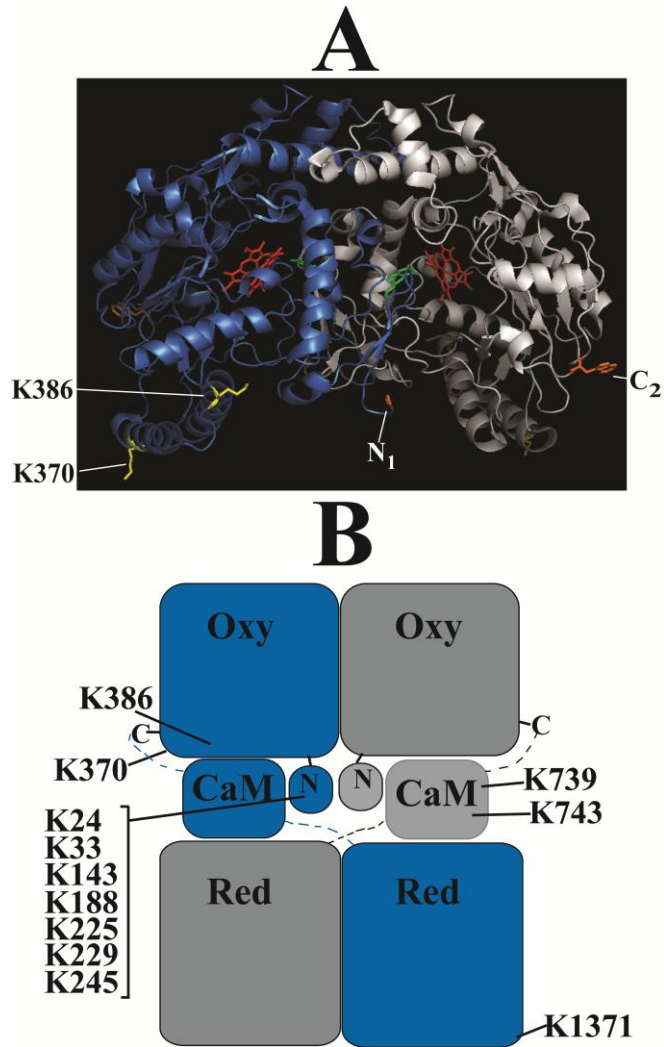 A
K386
K370
N1
C2
B
Oxy
Oxy
K386
C
C
K370
CaM
N
N
CaM
K739
K743
K24
K33
K143
K188
K225
K229
K245
Red
Red
K1371